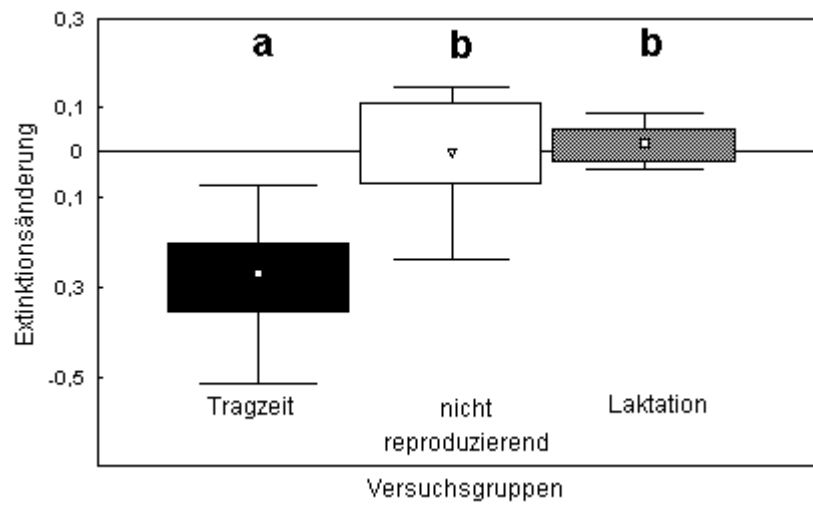 0,3
a
b
b
0,1
0
0,1
0,3
-0,5
Extinktionsänderung
Tragzeit
nicht
reproduzierend
Laktation
Versuchsgruppen